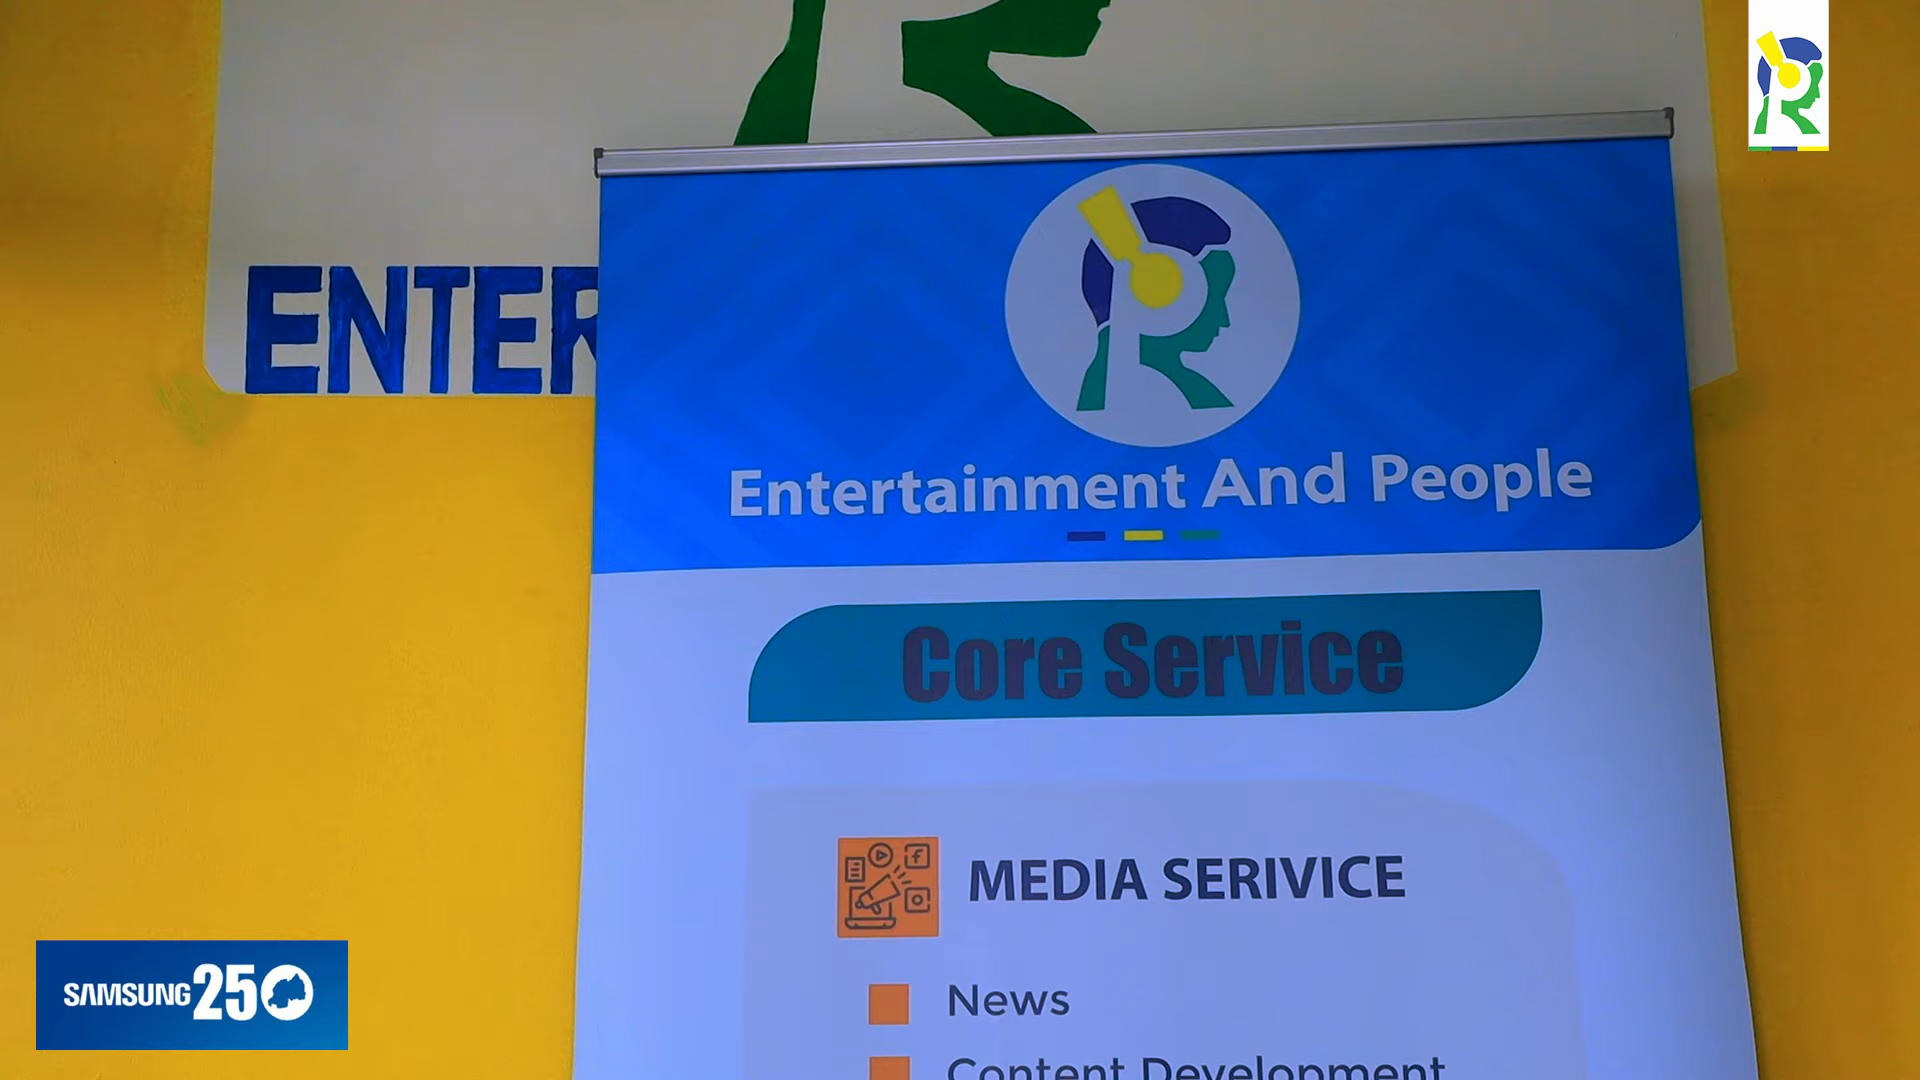 ENTER
Entertainment And People
Core Service
MEDIA SERIVICE
News
Content Development
SAMSUNG 250